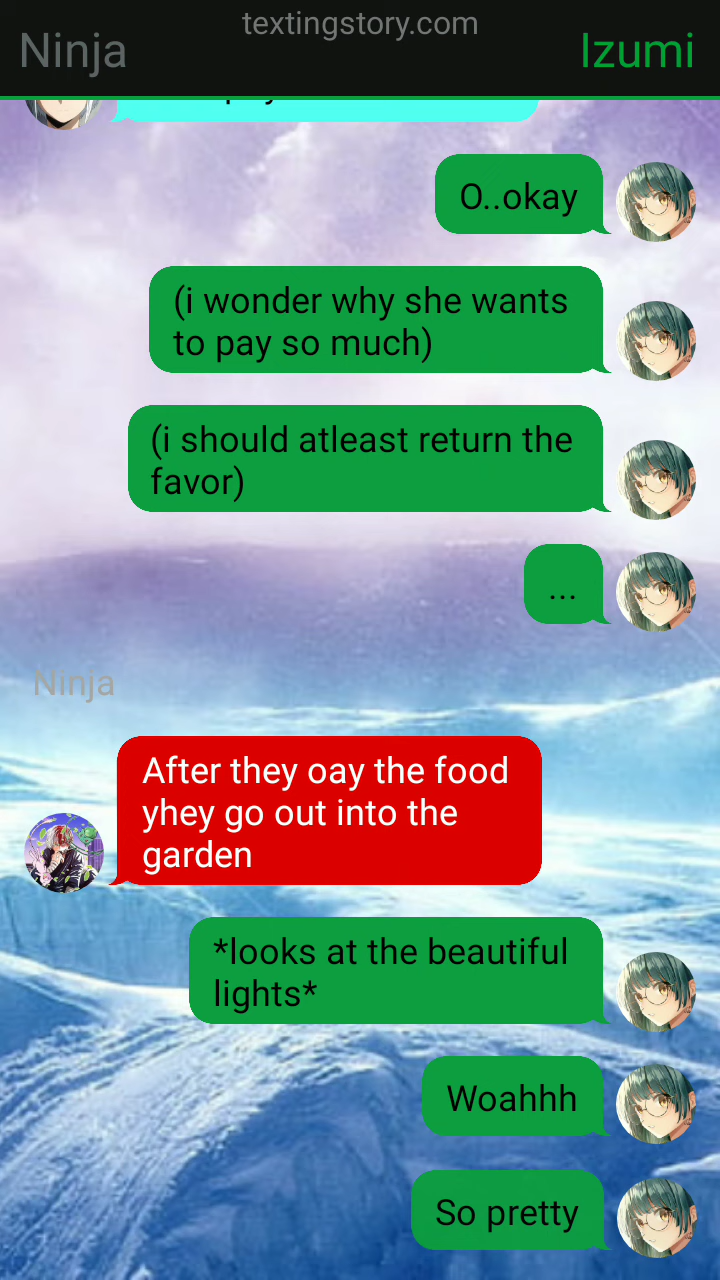 textingstory.com
Ninja
Izumi
O..okay
(i wonder why she wants
to pay so much)
(i should atleast return the
favor)
...
Ninja
After they oay the food
yhey go out into the
garden
*looks at the beautiful
lights*
Woahhh
So pretty